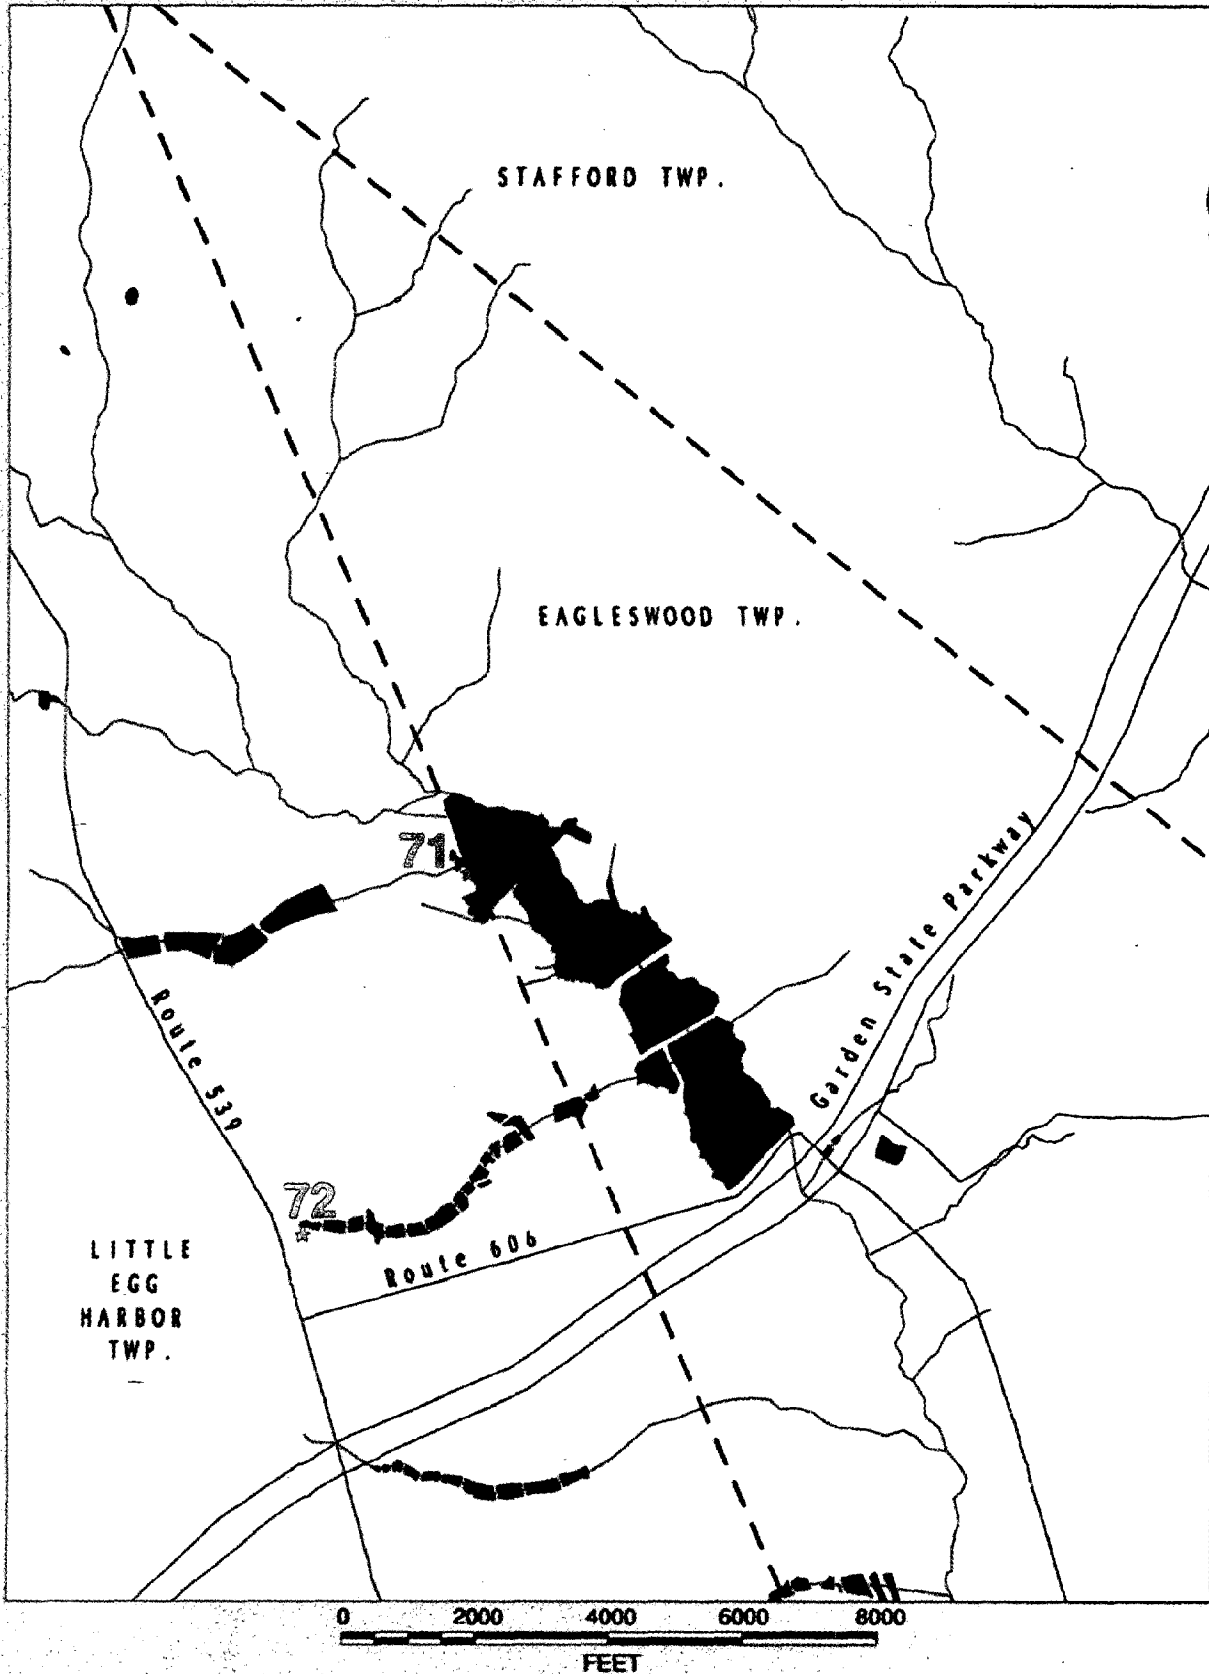 STAFFORD TWP.
EAGLESWOOD TWP.
71
Garden State Parkway
Route 539
72
Route 606
LITTLE
EGG
HARBOR
TWP.
0 2000 4000 6000 8000
FEET